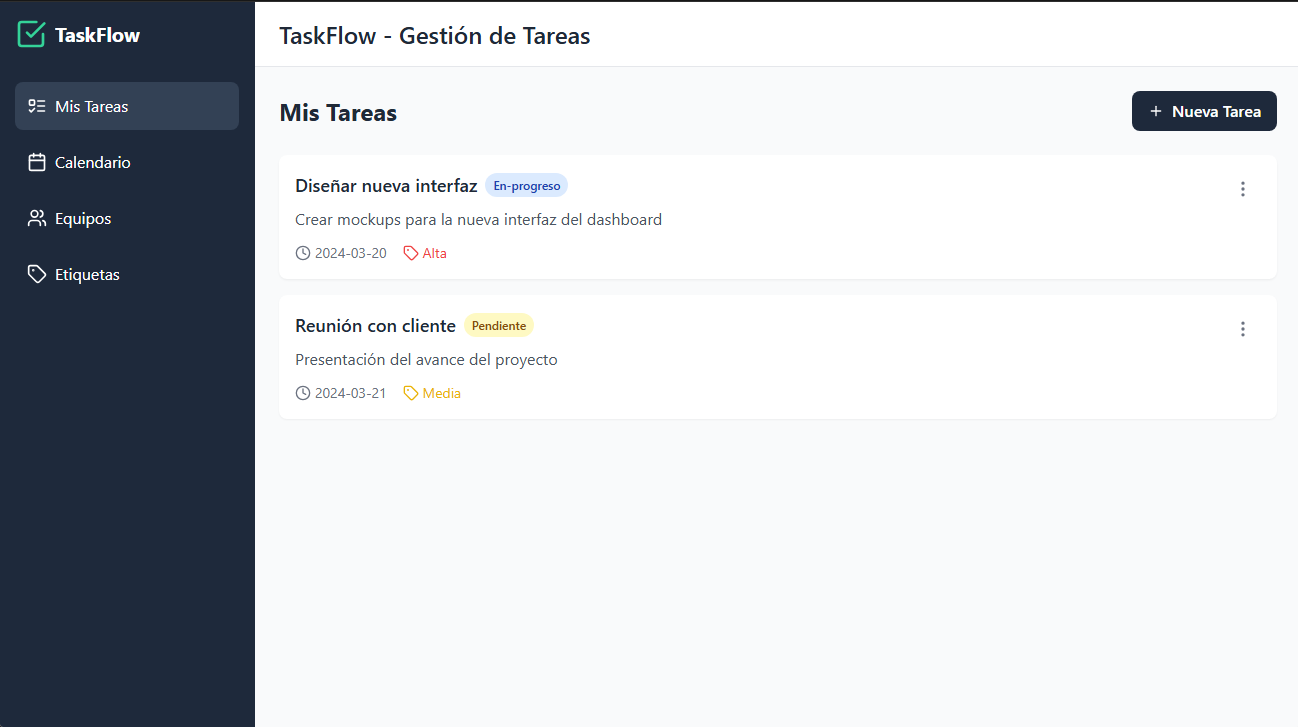 TaskFlow
Mis Tareas
Calendario
Equipos
Etiquetas
TaskFlow - Gestión de Tareas
Mis Tareas
+ Nueva Tarea
Diseñar nueva interfaz En-progreso
Crear mockups para la nueva interfaz del dashboard
2024-03-20 Alta
Reunión con cliente Pendiente
Presentación del avance del proyecto
2024-03-21 Media